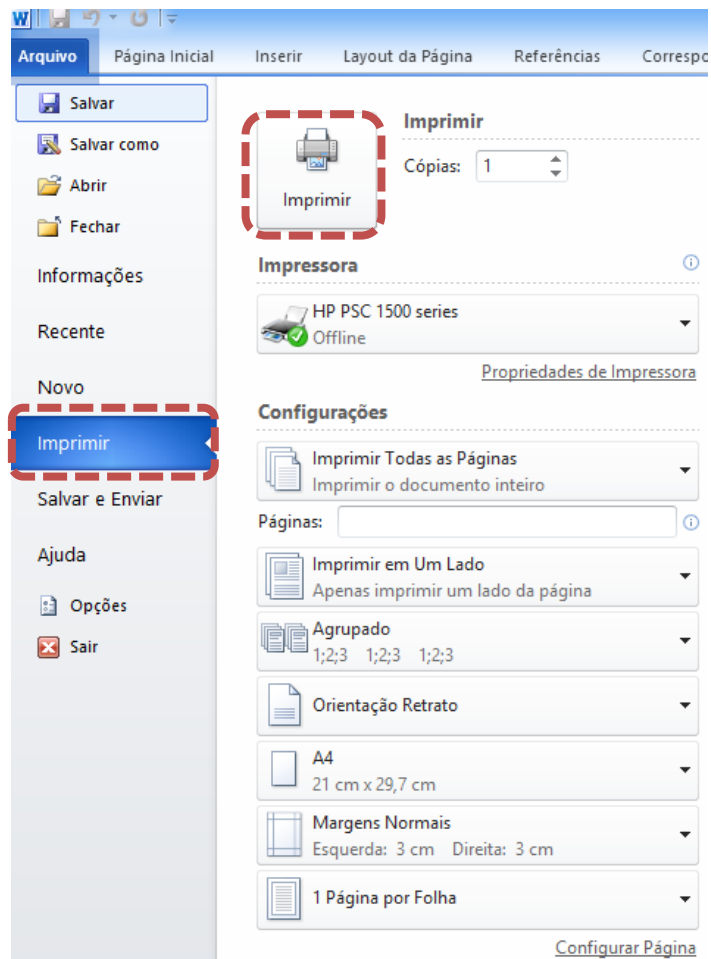 W
Arquivo Página Inicial Inserir Layout da Página Referências Correspo
Salvar
Salvar como
Abrir
Fechar
Informações
Recente
Novo
Imprimir
Salvar e Enviar
Ajuda
Opções
Sair
Imprimir
Imprimir
Cópias: 1
Impressora
HP PSC 1500 series
Offline
Propriedades de Impressora
Configurações
Imprimir Todas as Páginas
Imprimir o documento inteiro
Páginas:
Imprimir em Um Lado
Apenas imprimir um lado da página
Agrupado
1;2;3 1;2;3 1;2;3
Orientação Retrato
A4
21 cm x 29,7 cm
Margens Normais
Esquerda: 3 cm Direita: 3 cm
1 Página por Folha
Configurar Página